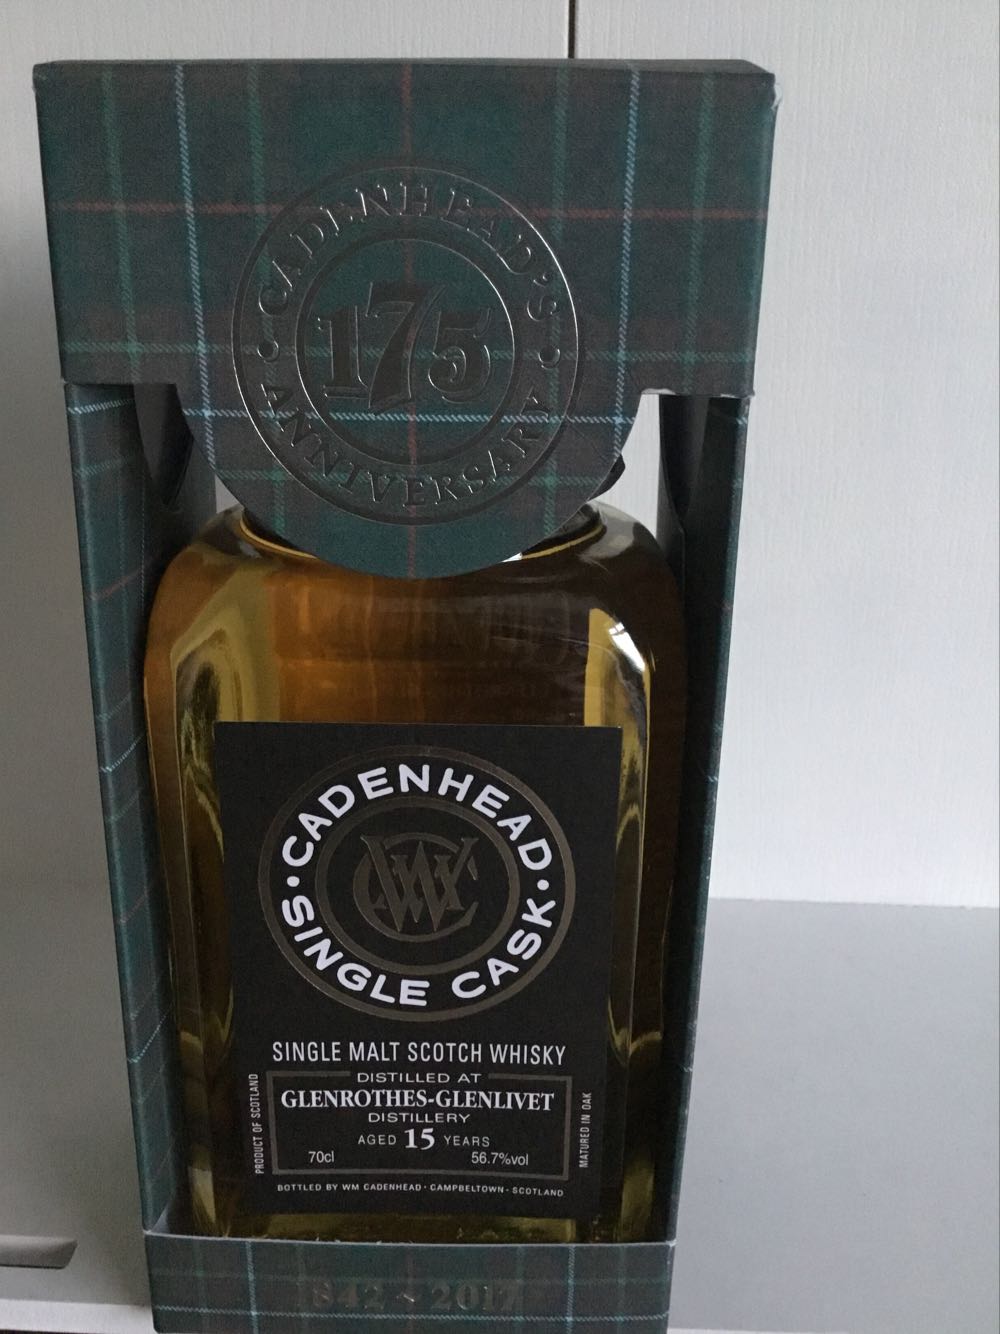 CADENHEAD'S
175
ANNIVERSARY
CADENHEAD
WC
SINGLE CASK
SINGLE MALT SCOTCH WHISKY
DISTILLED AT
GLENROTHES-GLENLIVET
DISTILLERY
AGED 15 YEARS
70cl 56.7%vol
PRODUCT OF SCOTLAND
MATURED IN OAK
BOTTLED BY WM CADENHEAD · CAMPBELTOWN · SCOTLAND
1842 ~ 2017